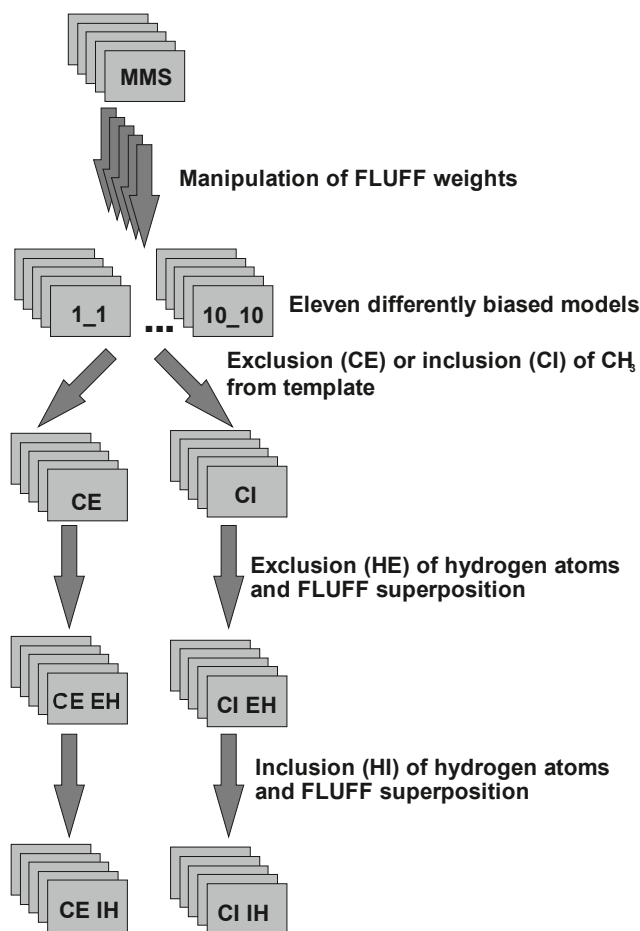 MMS
Manipulation of FLUFF weights
1_1 ... 10_10
Eleven differently biased models
Exclusion (CE) or inclusion (CI) of CH₃
from template
CE
CI
Exclusion (HE) of hydrogen atoms
and FLUFF superposition
CE EH
CI EH
Inclusion (HI) of hydrogen atoms
and FLUFF superposition
CE IH
CI IH